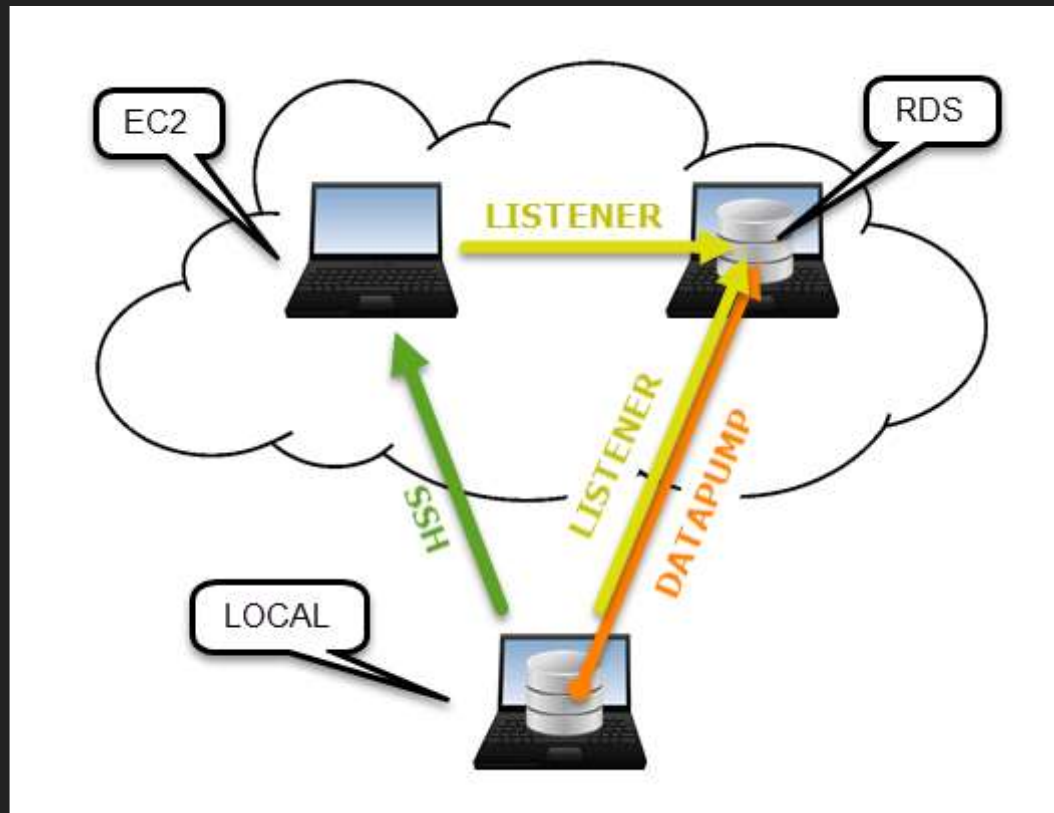 EC2
RDS
LISTENER
LISTENER
DATAPUMP
SSH
LOCAL